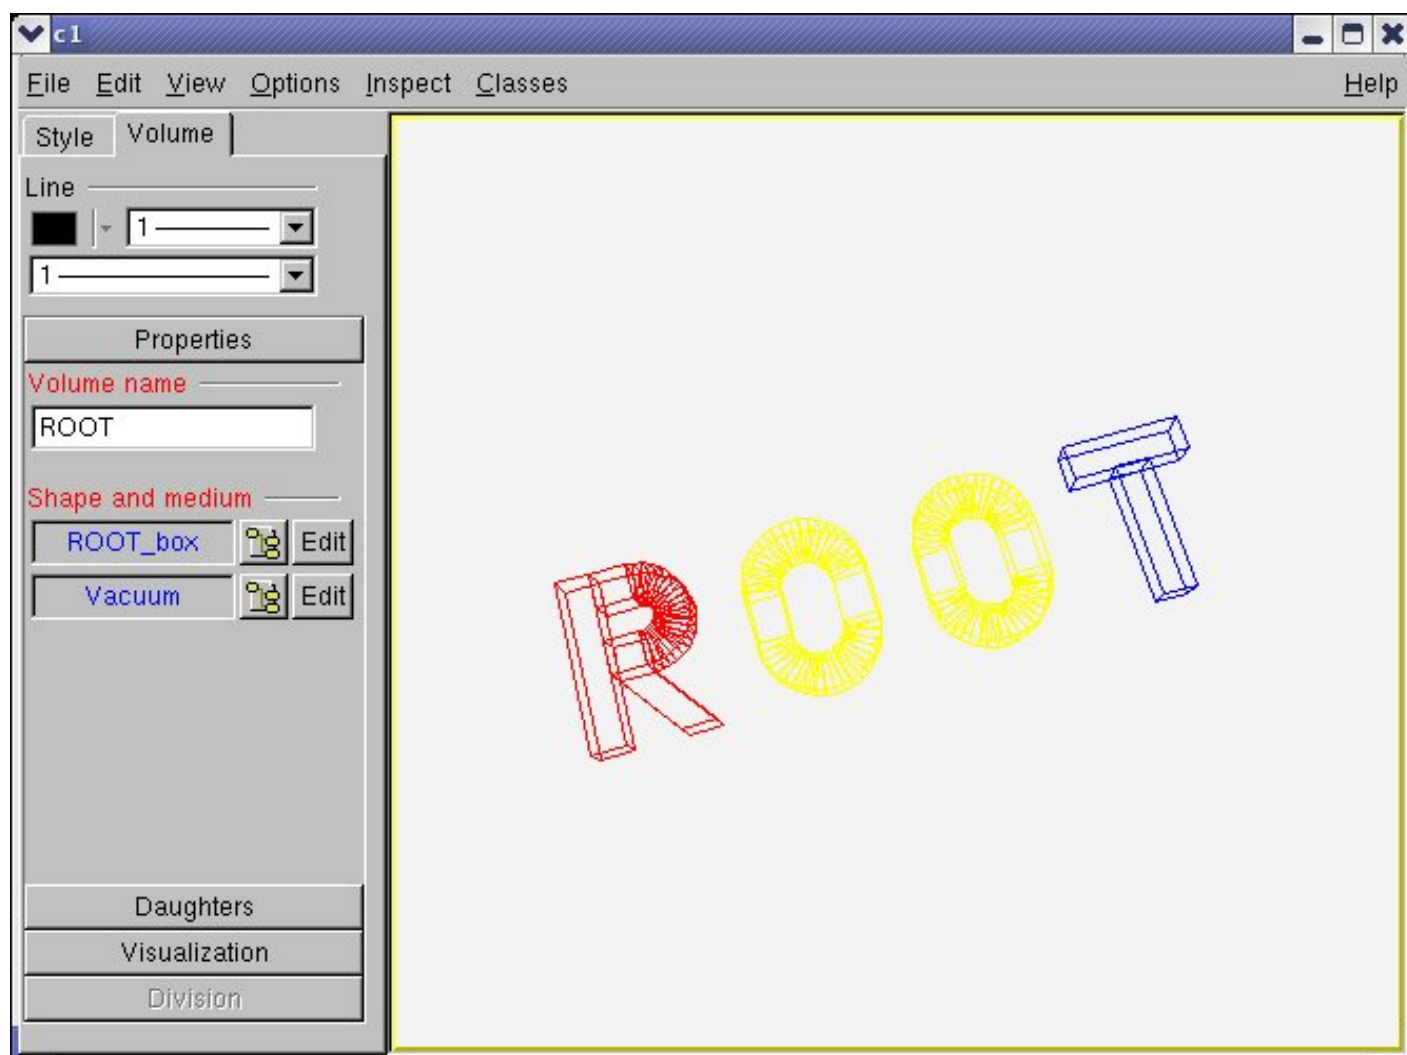 c1
File Edit View Options Inspect Classes Help
Style Volume
Line
1
1
Properties
Volume name
ROOT
Shape and medium
ROOT_box Edit
Vacuum Edit
Daughters
Visualization
Division
ROOT